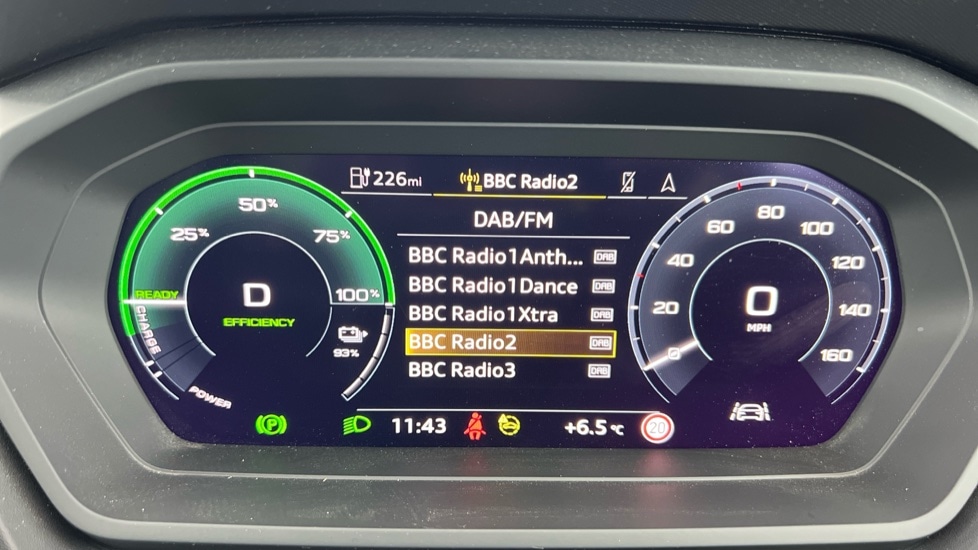 226mi
BBC Radio2
DAB/FM
BBC Radio1Anth... DAB
BBC Radio1Dance DAB
BBC Radio1Xtra DAB
BBC Radio2 DAB
BBC Radio3 DAB
25%
50%
75%
100%
READY
CHARGE
POWER
D
EFFICIENCY
93%
0
20
40
60
80
100
120
140
160
0
MPH
P
11:43
+6.5°C
20